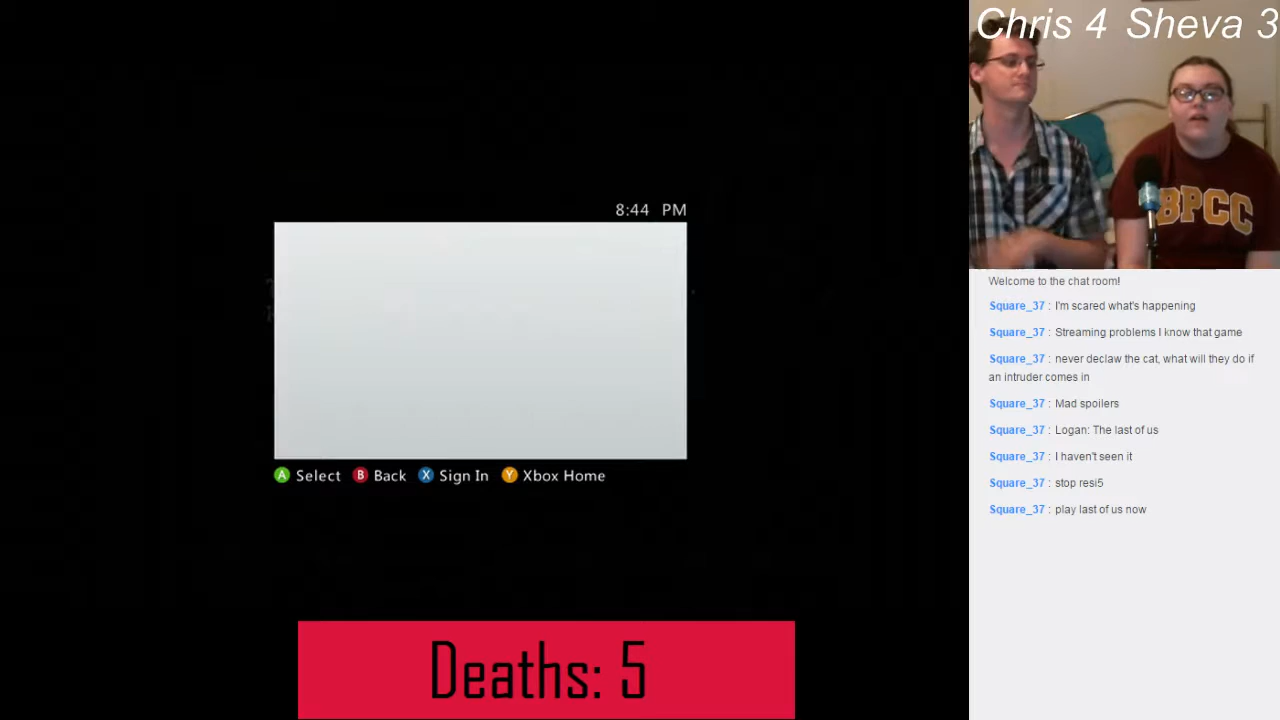 Chris 4 Sheva 3
8:44 PM
BPCC
A Select B Back X Sign In Y Xbox Home
Welcome to the chat room!
Square_37 : I'm scared what's happening
Square_37 : Streaming problems I know that game
Square_37 : never declaw the cat, what will they do if
an intruder comes in
Square_37 : Mad spoilers
Square_37 : Logan: The last of us
Square_37 : I haven't seen it
Square_37 : stop resi5
Square_37 : play last of us now
Deaths: 5